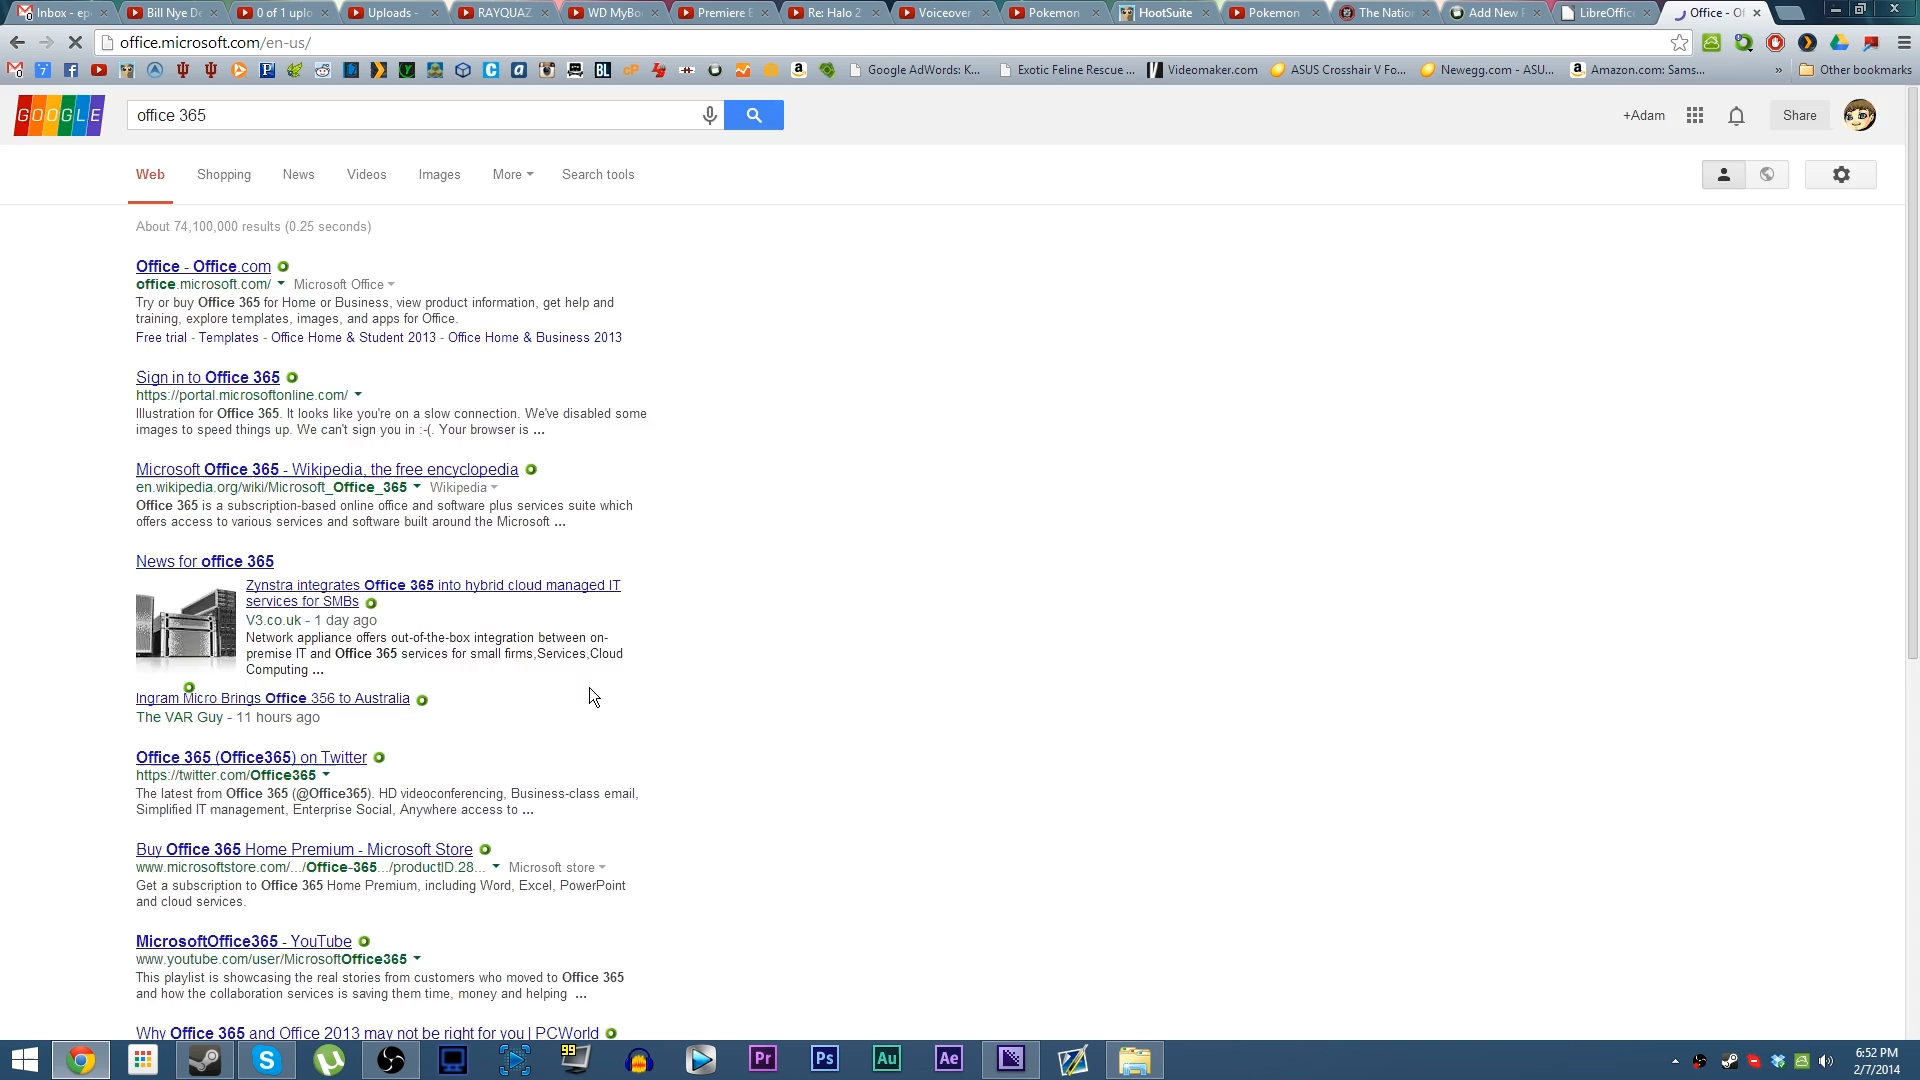 Inbox - ep
Bill Nye De
0 of 1 uplo
Uploads -
RAYQUAZ
WD MyBo
Premiere E
Re: Halo 2
Voiceover
Pokemon
HootSuite
Pokemon
The Natio
Add New
LibreOffic
Office - Of
office.microsoft.com/en-us/
Google AdWords: K...
Exotic Feline Rescue ...
Videomaker.com
ASUS Crosshair V Fo...
Newegg.com - ASU...
Amazon.com: Sams...
»
Other bookmarks
GOOGLE
office 365
+Adam
Share
Web
Shopping
News
Videos
Images
More
Search tools
About 74,100,000 results (0.25 seconds)
Office - Office.com
office.microsoft.com/ Microsoft Office
Try or buy Office 365 for Home or Business, view product information, get help and
training, explore templates, images, and apps for Office.
Free trial - Templates - Office Home & Student 2013 - Office Home & Business 2013
Sign in to Office 365
https://portal.microsoftonline.com/
Illustration for Office 365. It looks like you're on a slow connection. We've disabled some
images to speed things up. We can't sign you in :-(. Your browser is ...
Microsoft Office 365 - Wikipedia, the free encyclopedia
en.wikipedia.org/wiki/Microsoft_Office_365 Wikipedia
Office 365 is a subscription-based online office and software plus services suite which
offers access to various services and software built around the Microsoft ...
News for office 365
Zynstra integrates Office 365 into hybrid cloud managed IT
services for SMBs
V3.co.uk - 1 day ago
Network appliance offers out-of-the-box integration between on-
premise IT and Office 365 services for small firms,Services,Cloud
Computing ...
Ingram Micro Brings Office 356 to Australia
The VAR Guy - 11 hours ago
Office 365 (Office365) on Twitter
https://twitter.com/Office365
The latest from Office 365 (@Office365). HD videoconferencing, Business-class email,
Simplified IT management, Enterprise Social, Anywhere access to ...
Buy Office 365 Home Premium - Microsoft Store
www.microsoftstore.com/.../Office-365.../productID.28... Microsoft store
Get a subscription to Office 365 Home Premium, including Word, Excel, PowerPoint
and cloud services.
MicrosoftOffice365 - YouTube
www.youtube.com/user/MicrosoftOffice365
This playlist is showcasing the real stories from customers who moved to Office 365
and how the collaboration services is saving them time, money and helping ...
Why Office 365 and Office 2013 may not be right for you | PCWorld
99
Pr
Ps
Au
Ae
6:52 PM
2/7/2014